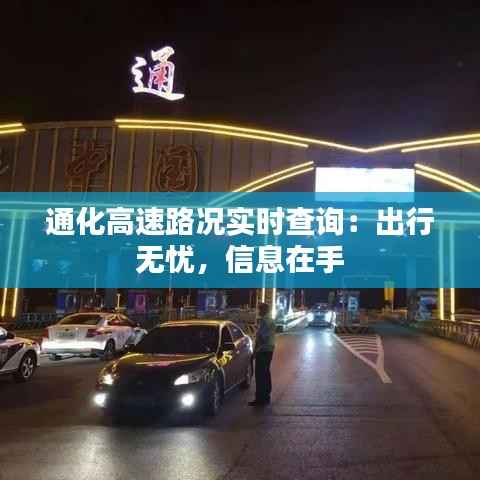 通
通化高速路况实时查询：出行
无忧，信息在手